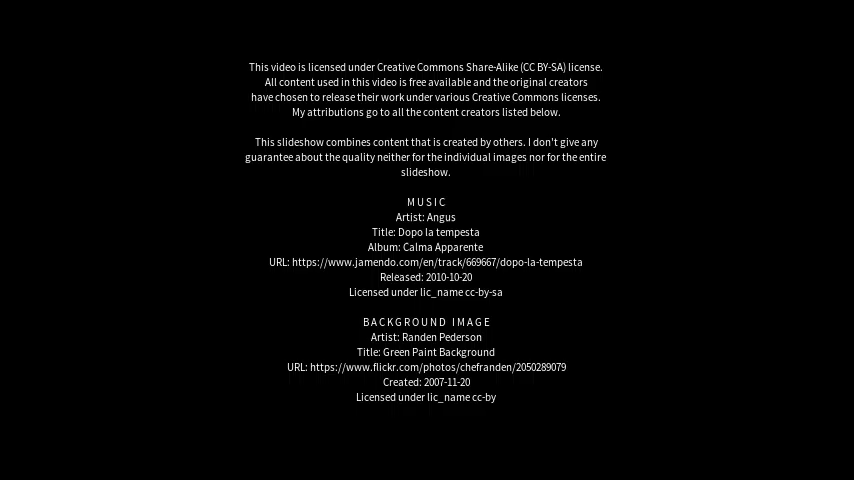 This video is licensed under Creative Commons Share-Alike (CC BY-SA) license.
All content used in this video is free available and the original creators
have chosen to release their work under various Creative Commons licenses.
My attributions go to all the content creators listed below.
This slideshow combines content that is created by others. I don't give any
guarantee about the quality neither for the individual images nor for the entire
slideshow.
MUSIC
Artist: Angus
Title: Dopo la tempesta
Album: Calma Apparente
URL: https://www.jamendo.com/en/track/669667/dopo-la-tempesta
Released: 2010-10-20
Licensed under lic_name cc-by-sa
BACKGROUND IMAGE
Artist: Randen Pederson
Title: Green Paint Background
URL: https://www.flickr.com/photos/chefranden/2050289079
Created: 2007-11-20
Licensed under lic_name cc-by